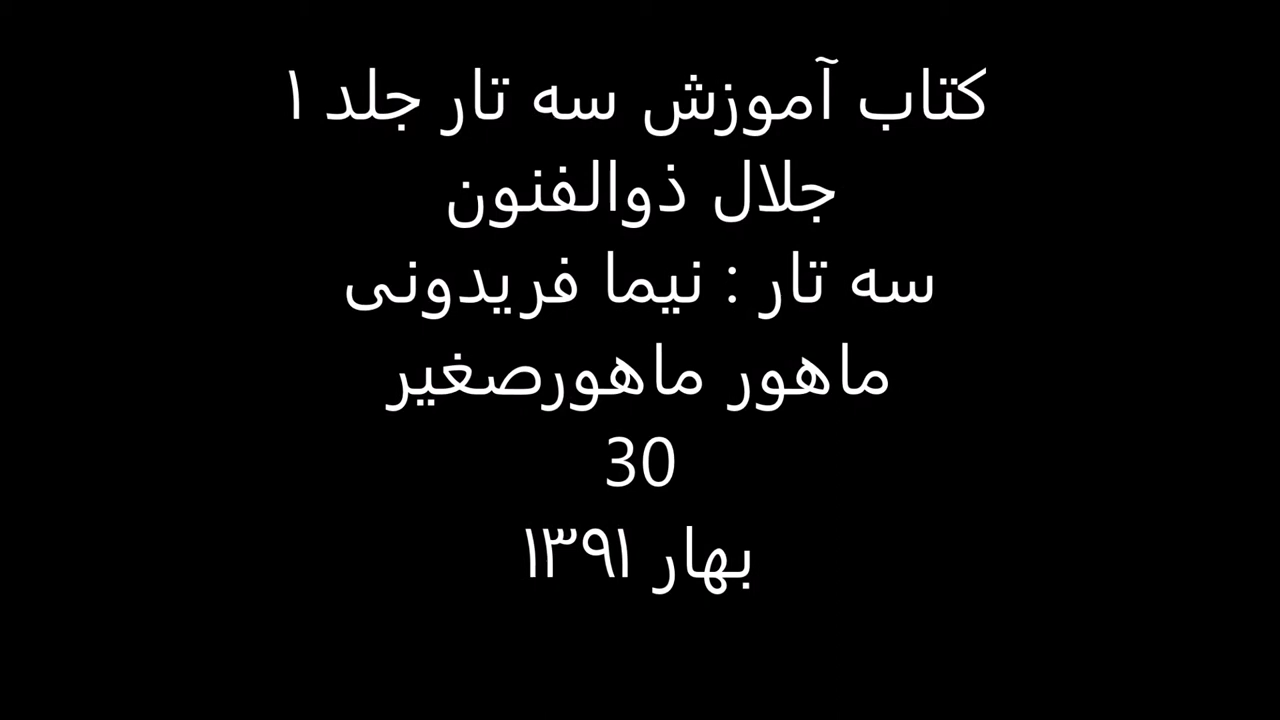 کتاب آموزش سه تار جلد ۱
جلال ذوالفنون
سه تار : نیما فریدونی
ماهور ماهورصغیر
30
بهار ۱۳۹۱